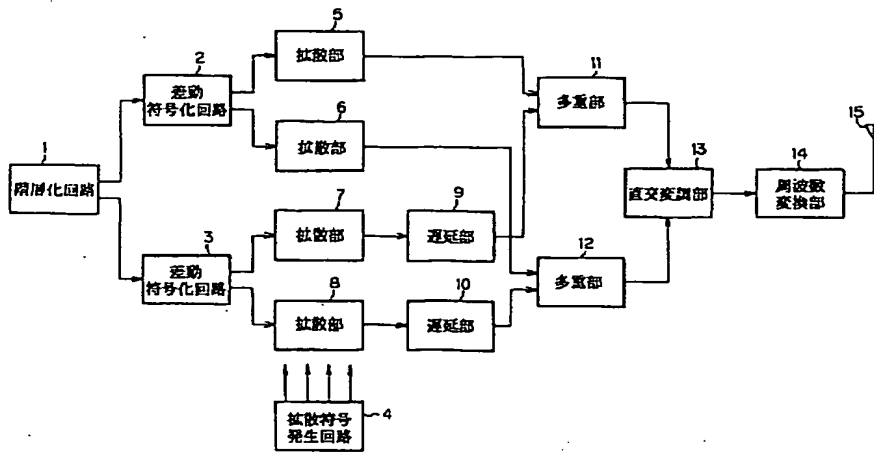 1
階層化回路
2
差動
符号化回路
3
差動
符号化回路
5
拡散部
6
拡散部
7
拡散部
8
拡散部
9
遅延部
10
遅延部
4
拡散符号
発生回路
11
多重部
12
多重部
13
直交変調部
14
周波数
変換部
15